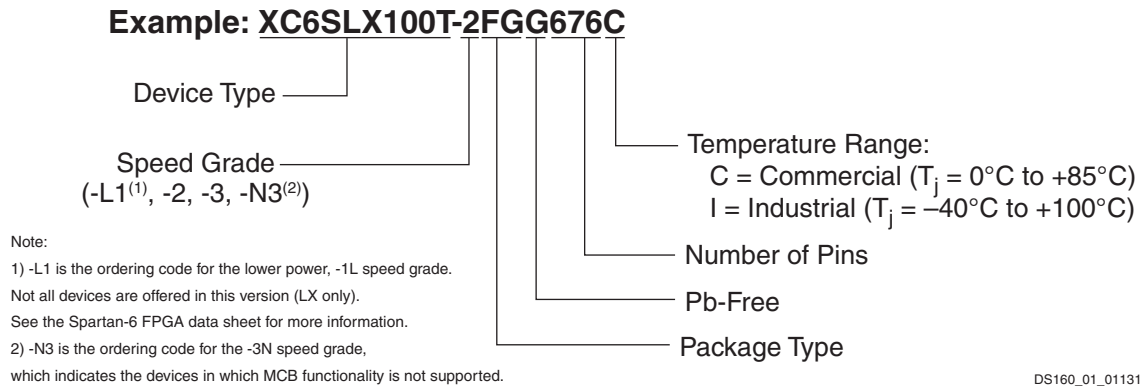 Example: XC6SLX100T-2FGG676C
Device Type
Speed Grade
(-L1(1), -2, -3, -N3(2))
Temperature Range:
C = Commercial (Tj = 0°C to +85°C)
I = Industrial (Tj = –40°C to +100°C)
Number of Pins
Pb-Free
Package Type
Note:
1) -L1 is the ordering code for the lower power, -1L speed grade.
Not all devices are offered in this version (LX only).
See the Spartan-6 FPGA data sheet for more information.
2) -N3 is the ordering code for the -3N speed grade,
which indicates the devices in which MCB functionality is not supported.
DS160_01_01131